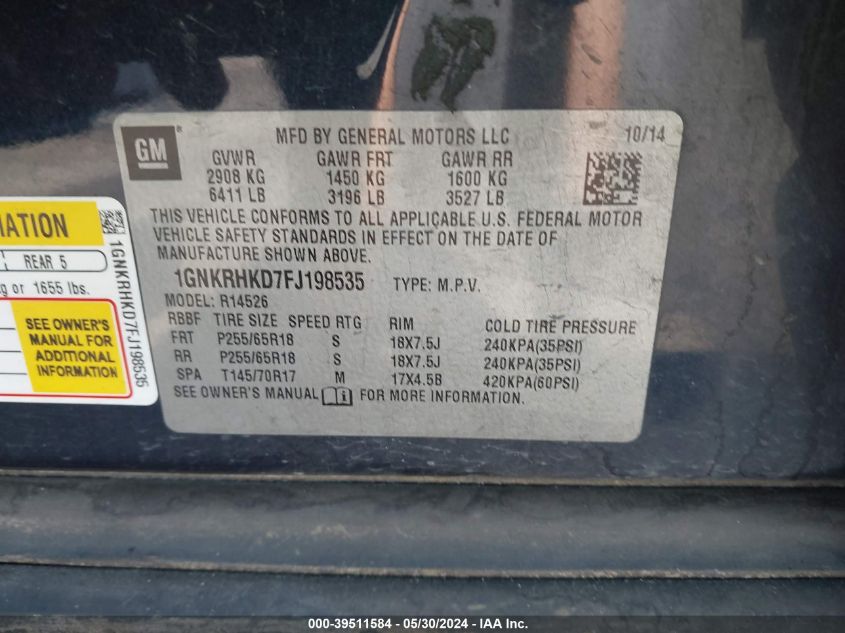 GM
MFD BY GENERAL MOTORS LLC 10/14
GVWR GAWR FRT GAWR RR
2908 KG 1450 KG 1600 KG
6411 LB 3196 LB 3527 LB
THIS VEHICLE CONFORMS TO ALL APPLICABLE U.S. FEDERAL MOTOR
VEHICLE SAFETY STANDARDS IN EFFECT ON THE DATE OF
MANUFACTURE SHOWN ABOVE.
1GNKRHKD7FJ198535 TYPE: M.P.V.
MODEL: R14526
RBBF TIRE SIZE SPEED RTG RIM COLD TIRE PRESSURE
FRT P255/65R18 S 18X7.5J 240KPA(35PSI)
RR P255/65R18 S 18X7.5J 240KPA(35PSI)
SPA T145/70R17 M 17X4.5B 420KPA(60PSI)
SEE OWNER'S MANUAL FOR MORE INFORMATION.
REAR 5
or 1655 lbs.
SEE OWNER'S
MANUAL FOR
ADDITIONAL
INFORMATION
1GNKRHKD7FJ198535
000-39511584 / 05/30/2024 — IAA Inc.